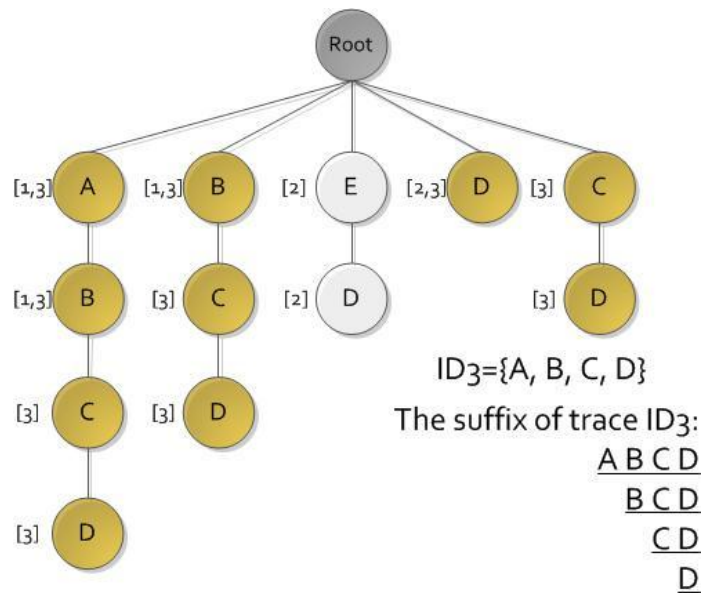 Root
[1,3] A [1,3] B [2] E [2,3] D [3] C
[1,3] B [3] C [2] D [3] D
ID3={A, B, C, D}
[3] C [3] D
The suffix of trace ID3:
A B C D
B C D
[3] D
C D
D